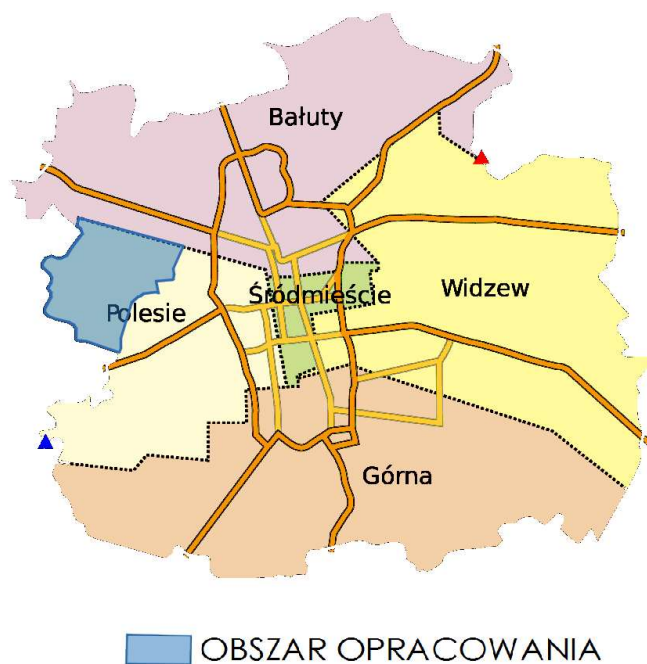 Bałuty
Śródmieście
Widzew
Polesie
Górna
OBSZAR OPRACOWANIA